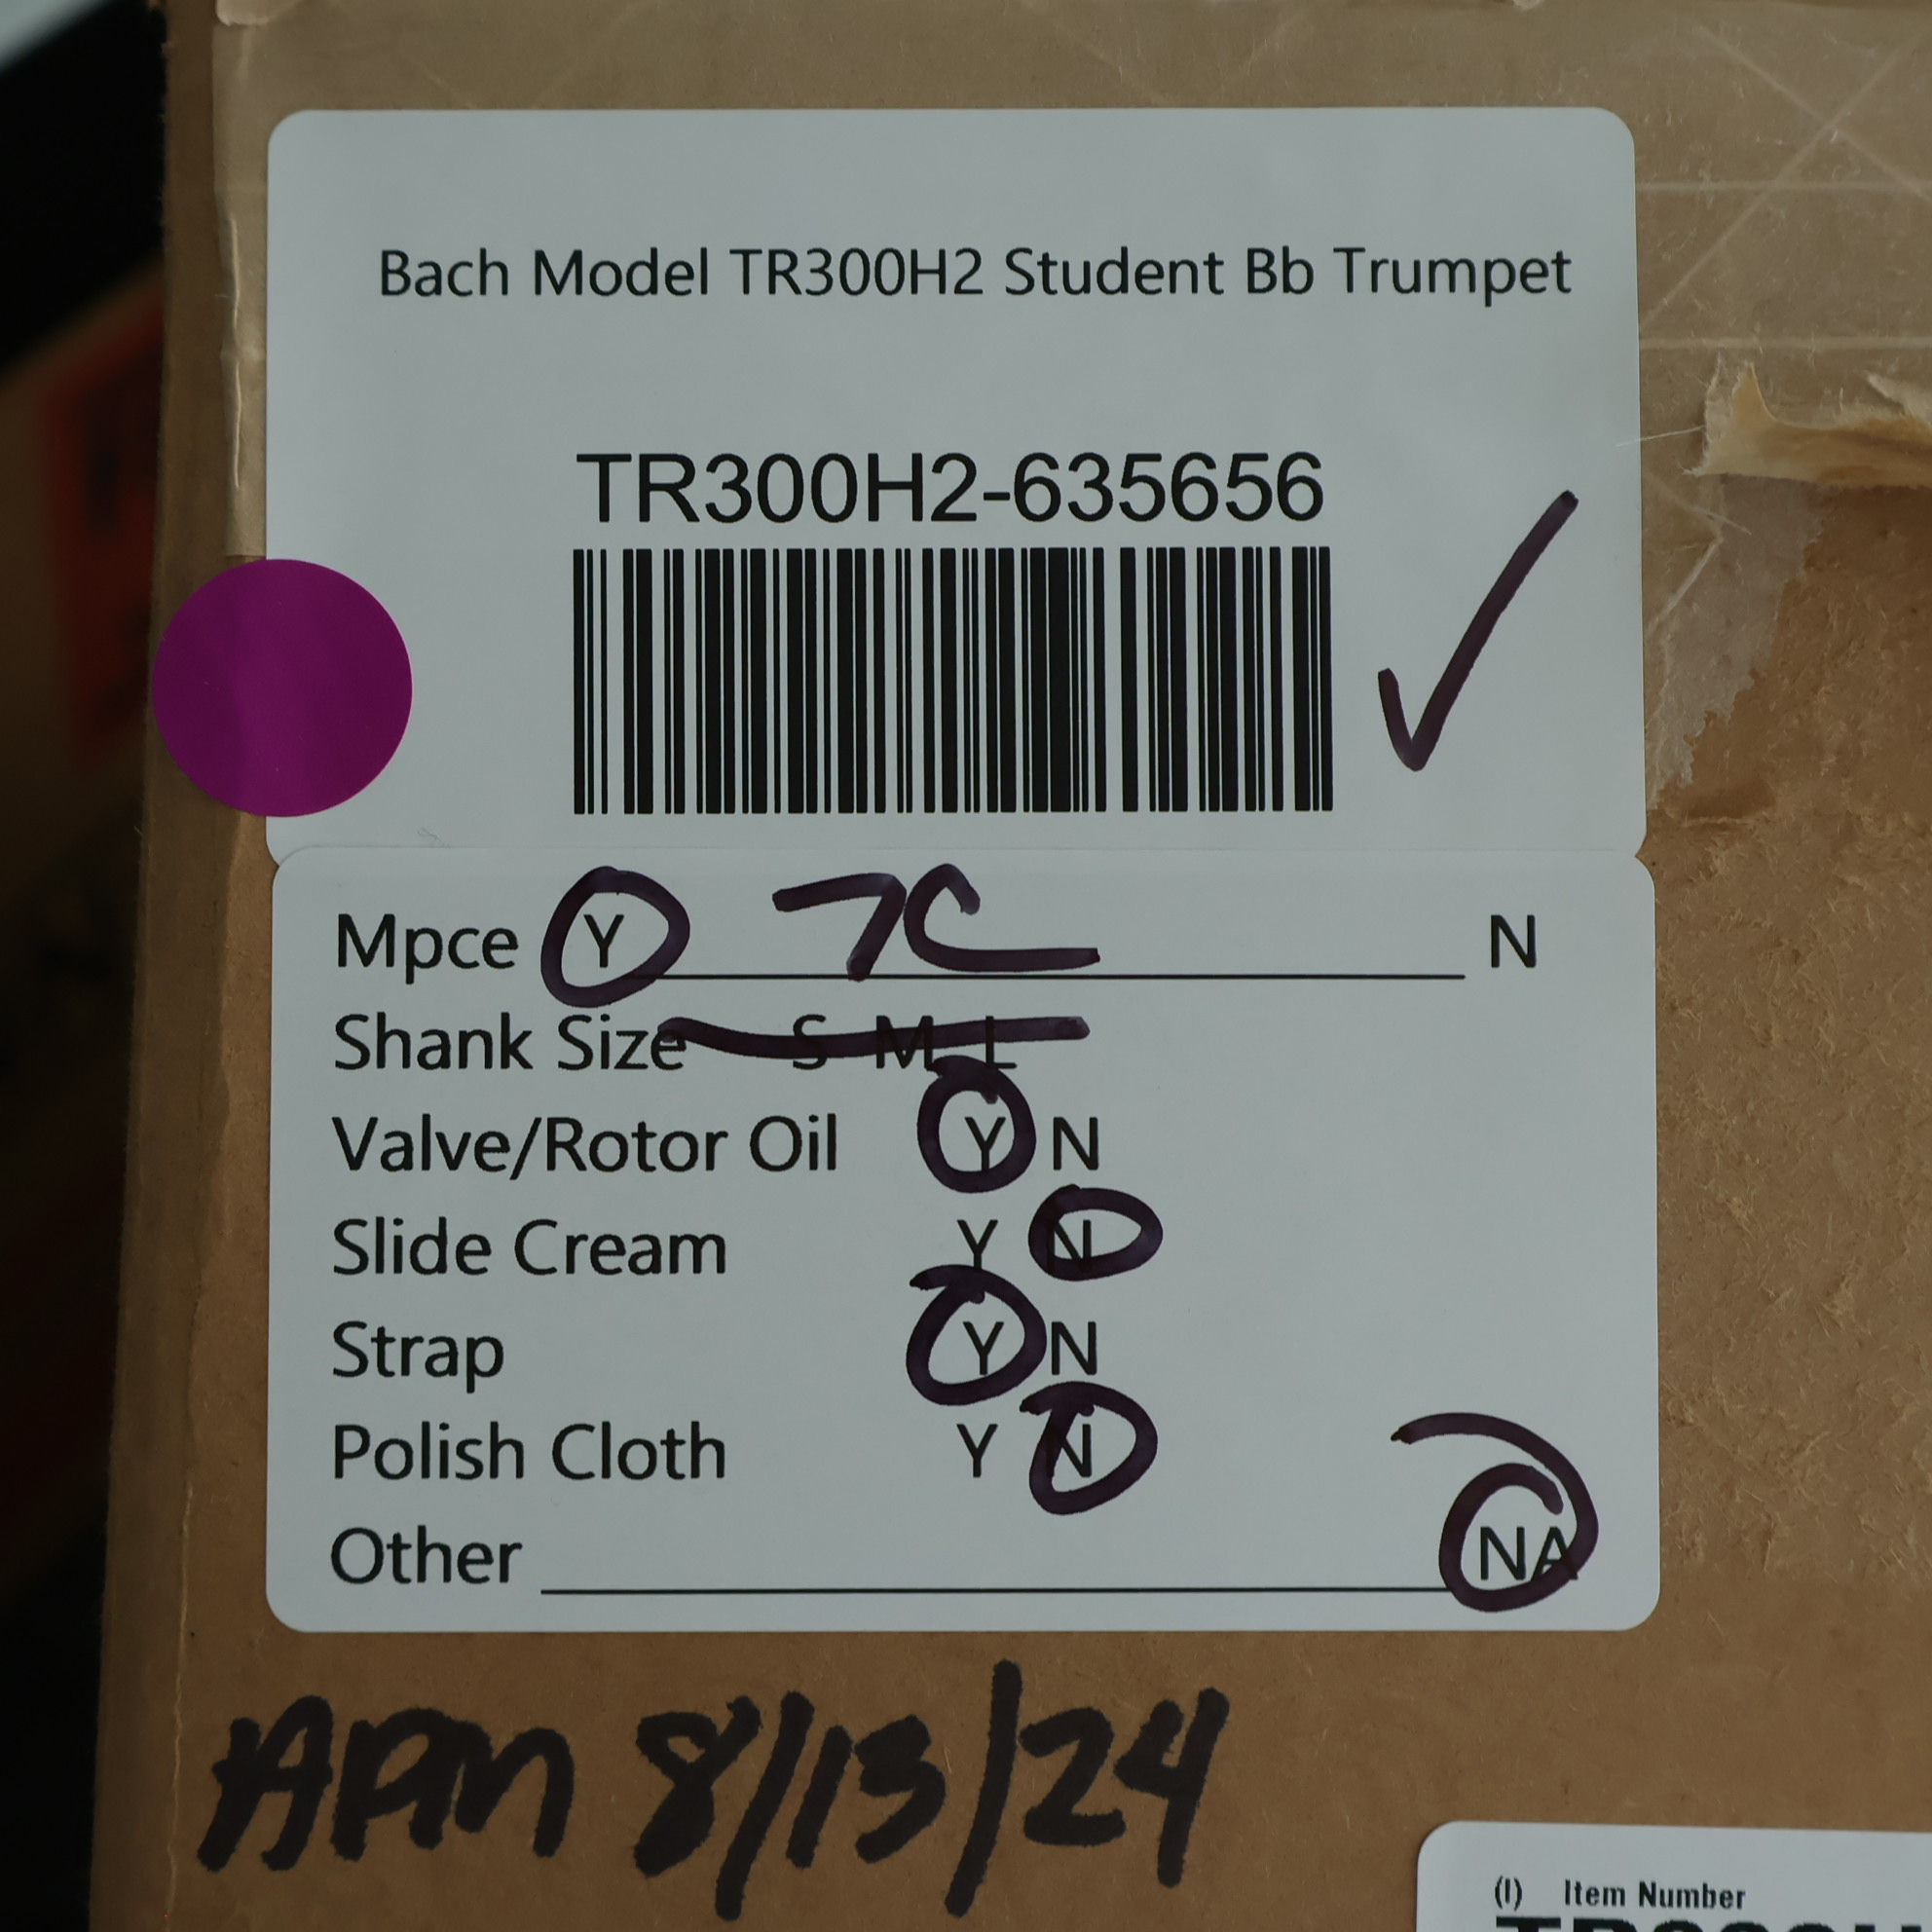 Bach Model TR300H2 Student Bb Trumpet
TR300H2-635656
Mpce Y 7C N
Shank Size S M L
Valve/Rotor Oil Y N
Slide Cream Y N
Strap Y N
Polish Cloth Y N
Other NA
APM 8/13/24
(I) Item Number